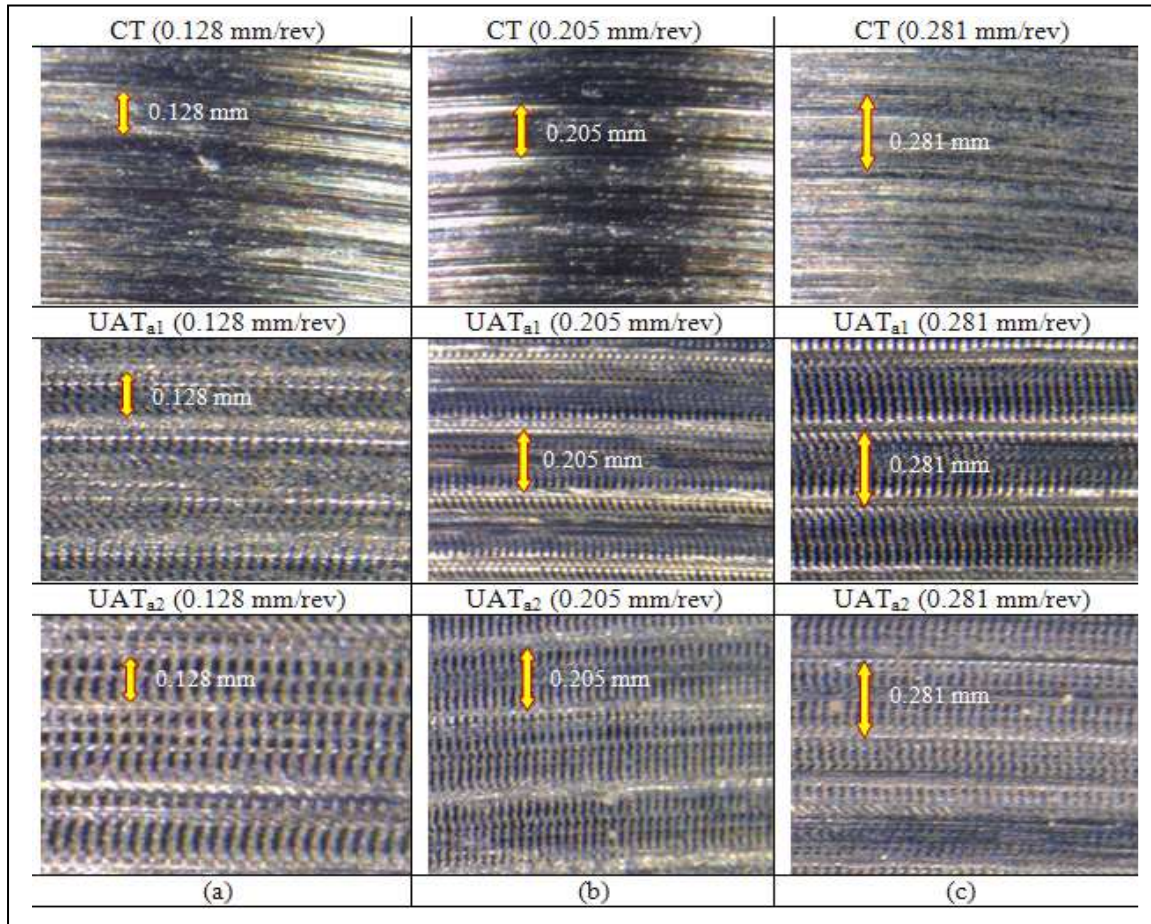 CT (0.128 mm/rev) CT (0.205 mm/rev) CT (0.281 mm/rev)
0.128 mm 0.205 mm 0.281 mm
UATa1 (0.128 mm/rev) UATa1 (0.205 mm/rev) UATa1 (0.281 mm/rev)
0.128 mm 0.205 mm 0.281 mm
UATa2 (0.128 mm/rev) UATa2 (0.205 mm/rev) UATa2 (0.281 mm/rev)
0.128 mm 0.205 mm 0.281 mm
(a) (b) (c)